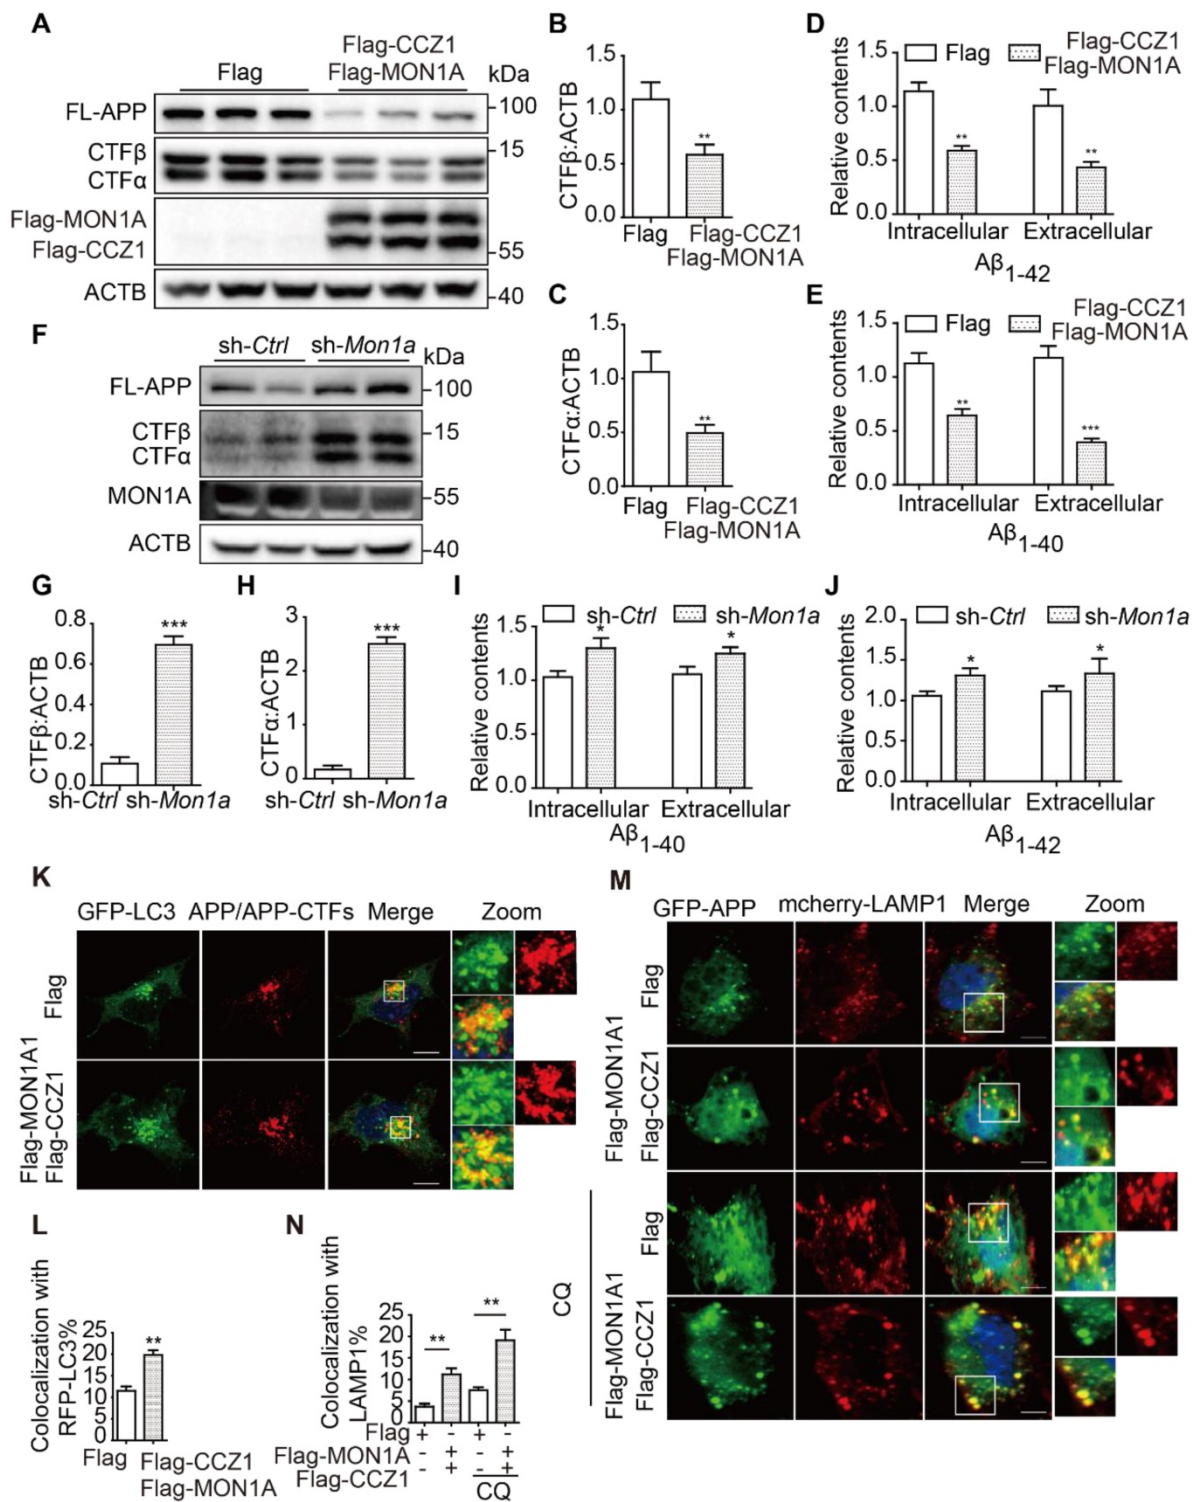 A
Flag
Flag-CCZ1
Flag-MON1A
kDa
FL-APP
100
CTFβ
CTFα
15
Flag-MON1A
Flag-CCZ1
55
ACTB
40
B
CTFβ:ACTB
1.5
1.0
0.5
0.0
**
Flag
Flag-CCZ1
Flag-MON1A
C
CTFα:ACTB
1.5
1.0
0.5
0.0
**
Flag
Flag-CCZ1
Flag-MON1A
D
Flag
Flag-CCZ1
Flag-MON1A
Relative contents
1.5
1.0
0.5
0.0
**
**
Intracellular
Extracellular
Aβ1-42
E
Flag
Flag-CCZ1
Flag-MON1A
Relative contents
1.5
1.0
0.5
0.0
**
***
Intracellular
Extracellular
Aβ1-40
F
sh-Ctrl
sh-Mon1a
kDa
FL-APP
100
CTFβ
CTFα
15
MON1A
55
ACTB
40
G
CTFβ:ACTB
0.8
0.6
0.4
0.2
0.0
***
sh-Ctrl
sh-Mon1a
H
CTFα:ACTB
3
2
1
0
***
sh-Ctrl
sh-Mon1a
I
sh-Ctrl
sh-Mon1a
Relative contents
1.5
1.0
0.5
0.0
*
*
Intracellular
Extracellular
Aβ1-40
J
sh-Ctrl
sh-Mon1a
Relative contents
2.0
1.5
1.0
0.5
0.0
*
*
Intracellular
Extracellular
Aβ1-42
K
GFP-LC3
APP/APP-CTFs
Merge
Zoom
Flag
Flag-MON1A1
Flag-CCZ1
L
Colocalization with
RFP-LC3%
25
20
15
10
5
0
**
Flag
Flag-CCZ1
Flag-MON1A
N
Colocalization with
LAMP1%
25
20
15
10
5
0
**
**
Flag + - + -
Flag-MON1A - + - +
Flag-CCZ1 - + - +
CQ
M
GFP-APP
mcherry-LAMP1
Merge
Zoom
Flag
Flag-MON1A1
Flag-CCZ1
CQ
Flag
Flag-MON1A1
Flag-CCZ1